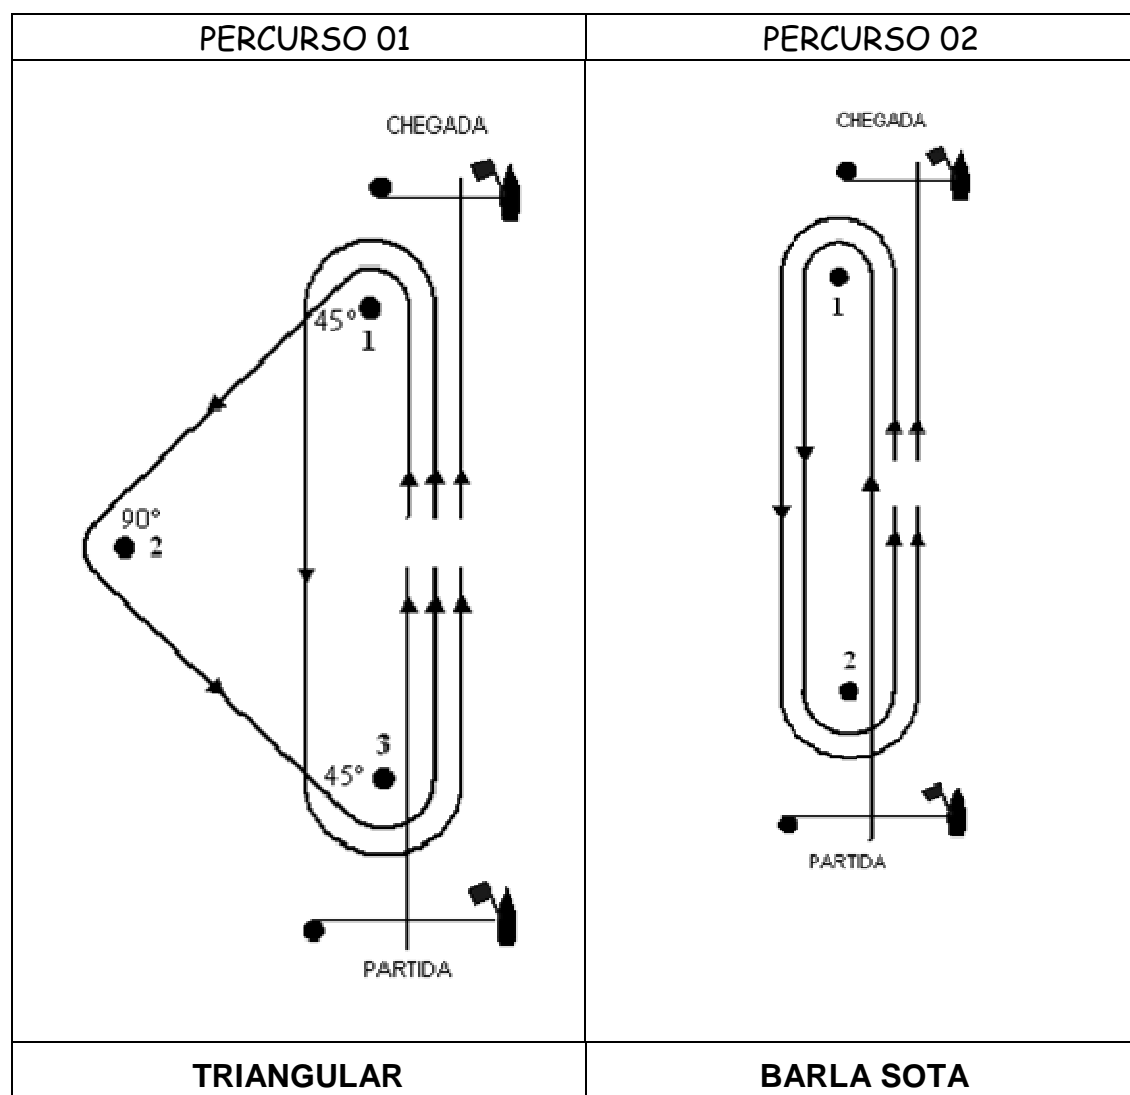 PERCURSO 01
PERCURSO 02
CHEGADA
45°
1
90°
2
3
45°
PARTIDA
CHEGADA
1
2
PARTIDA
TRIANGULAR
BARLA SOTA